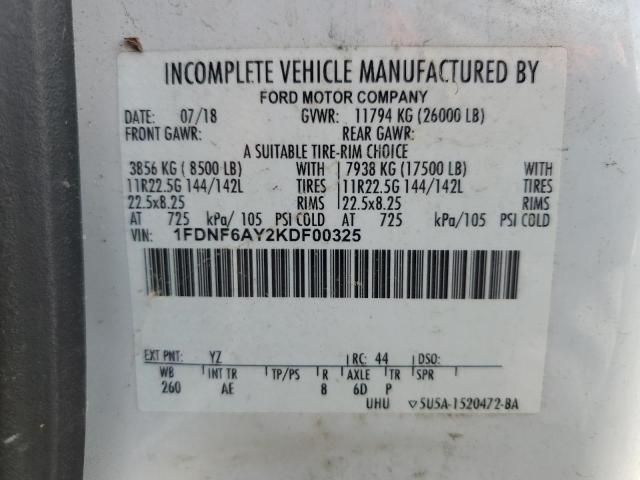 INCOMPLETE VEHICLE MANUFACTURED BY
FORD MOTOR COMPANY
DATE: 07/18 GVWR: 11794 KG (26000 LB)
FRONT GAWR: REAR GAWR:
A SUITABLE TIRE-RIM CHOICE
3856 KG ( 8500 LB) WITH 7938 KG (17500 LB) WITH
11R22.5G 144/142L TIRES 11R22.5G 144/142L TIRES
22.5x8.25 RIMS 22.5x8.25 RIMS
AT 725 kPa/ 105 PSI COLD AT 725 kPa/105 PSI COLD
VIN: 1FDNF6AY2KDF00325
EXT PNT: YZ RC: 44 DSO:
WB INT TR TP/PS R AXLE TR SPR
260 AE 8 6D P
UHU ▽5U5A-1520472-BA